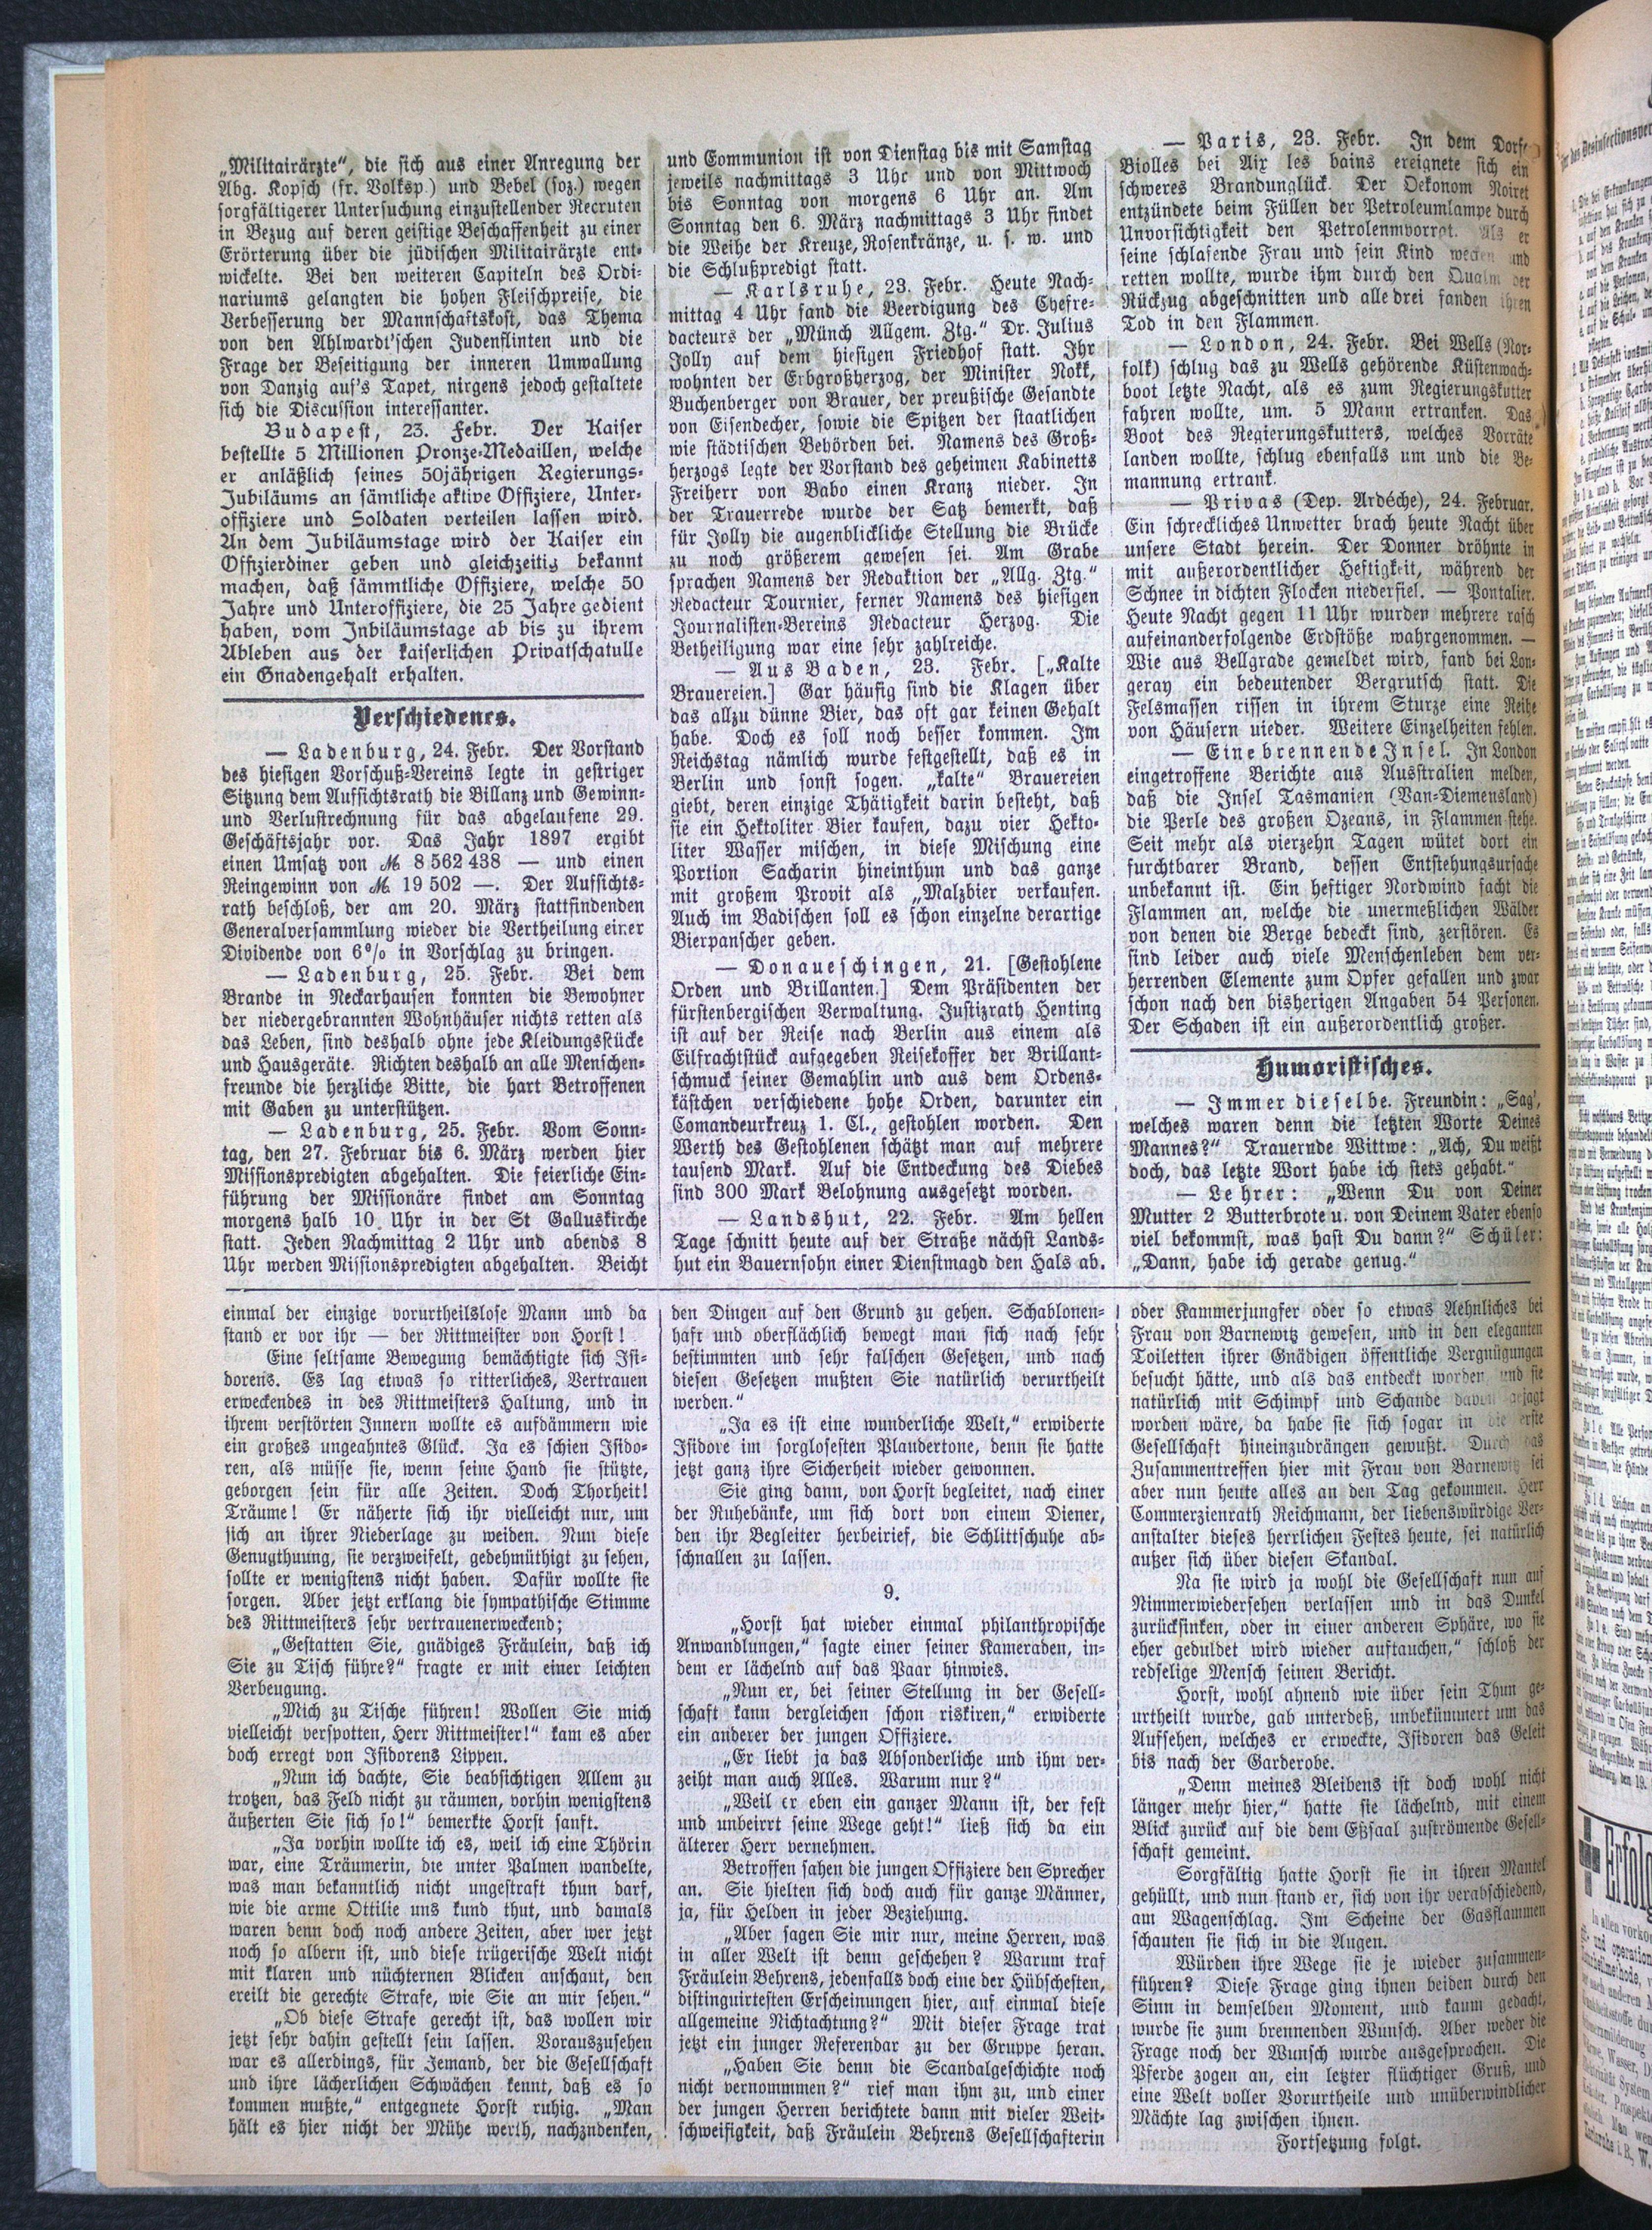 „Militairärzte“, die sich aus einer Anregung der
Abg. Kopsch (fr. Volksp.) und Bebel (soz.) wegen
sorgfältigerer Untersuchung einzustellender Recruten
in Bezug auf deren geistige Beschaffenheit zu einer
Erörterung über die jüdischen Militairärzte ent-
wickelte. Bei den weiteren Capiteln des Ordi-
nariums gelangten die hohen Fleischpreise, die
Verbesserung der Mannschaftskost, das Thema
von den Ahlwardt'schen Judenflinten und die
Frage der Beseitigung der inneren Umwallung
von Danzig auf's Tapet, nirgens jedoch gestaltete
sich die Discussion interessanter.
Budapest, 23. Febr. Der Kaiser
bestellte 5 Millionen Pronze-Medaillen, welche
er anläßlich seines 50jährigen Regierungs-
Jubiläums an sämtliche aktive Offiziere, Unter-
offiziere und Soldaten verteilen lassen wird.
An dem Jubiläumstage wird der Kaiser ein
Offizierdiner geben und gleichzeitig bekannt
machen, daß sämmtliche Offiziere, welche 50
Jahre und Unteroffiziere, die 25 Jahre gedient
haben, vom Jnbiläumstage ab bis zu ihrem
Ableben aus der kaiserlichen Privatschatulle
ein Gnadengehalt erhalten.
Verschiedenes.
— Ladenburg, 24. Febr. Der Vorstand
des hiesigen Vorschuß-Vereins legte in gestriger
Sitzung dem Aufsichtsrath die Billanz und Gewinn-
und Verlustrechnung für das abgelaufene 29.
Geschäftsjahr vor. Das Jahr 1897 ergibt
einen Umsatz von ℳ 8 562 438 — und einen
Reingewinn von ℳ 19 502 —. Der Aufsichts-
rath beschloß, der am 20. März stattfindenden
Generalversammlung wieder die Vertheilung einer
Dividende von 6% in Vorschlag zu bringen.
— Ladenburg, 25. Febr. Bei dem
Brande in Neckarhausen konnten die Bewohner
der niedergebrannten Wohnhäuser nichts retten als
das Leben, sind deshalb ohne jede Kleidungsstücke
und Hausgeräte. Richten deshalb an alle Menschen-
freunde die herzliche Bitte, die hart Betroffenen
mit Gaben zu unterstützen.
— Ladenburg, 25. Febr. Vom Sonn-
tag, den 27. Februar bis 6. März werden hier
Missionspredigten abgehalten. Die feierliche Ein-
führung der Missionäre findet am Sonntag
morgens halb 10 Uhr in der St Galluskirche
statt. Jeden Nachmittag 2 Uhr und abends 8
Uhr werden Missionspredigten abgehalten. Beicht
und Communion ist von Dienstag bis mit Samstag
jeweils nachmittags 3 Uhr und von Mittwoch
bis Sonntag von morgens 6 Uhr an. Am
Sonntag den 6. März nachmittags 3 Uhr findet
die Weihe der Kreuze, Rosenkränze, u. s. w. und
die Schlußpredigt statt.
— Karlsruhe, 23. Febr. Heute Nach-
mittag 4 Uhr fand die Beerdigung des Chefre-
dacteurs der „Münch Allgem. Ztg.“ Dr. Julius
Jolly auf dem hiesigen Friedhof statt. Ihr
wohnten der Erbgroßherzog, der Minister Nokk,
Buchenberger von Brauer, der preußische Gesandte
von Eisendecher, sowie die Spitzen der staatlichen
wie städtischen Behörden bei. Namens des Groß-
herzogs legte der Vorstand des geheimen Kabinetts
Freiherr von Babo einen Kranz nieder. In
der Trauerrede wurde der Satz bemerkt, daß
für Jolly die augenblickliche Stellung die Brücke
zu noch größerem gewesen sei. Am Grabe
sprachen Namens der Redaktion der „Allg. Ztg.“
Redacteur Tournier, ferner Namens des hiesigen
Journalisten-Vereins Redacteur Herzog. Die
Betheiligung war eine sehr zahlreiche.
— Aus Baden, 23. Febr. [„Kalte
Brauereien.] Gar häufig sind die Klagen über
das allzu dünne Bier, das oft gar keinen Gehalt
habe. Doch es soll noch besser kommen. Im
Reichstag nämlich wurde festgestellt, daß es in
Berlin und sonst sogen. „kalte“ Brauereien
giebt, deren einzige Thätigkeit darin besteht, daß
sie ein Hektoliter Bier kaufen, dazu vier Hekto-
liter Wasser mischen, in diese Mischung eine
Portion Sacharin hineinthun und das ganze
mit großem Provit als „Malzbier verkaufen.
Auch im Badischen soll es schon einzelne derartige
Bierpanscher geben.
— Donaueschingen, 21. [Gestohlene
Orden und Brillanten.] Dem Präsidenten der
fürstenbergischen Verwaltung. Justizrath Henting
ist auf der Reise nach Berlin aus einem als
Eilfrachtstück aufgegeben Reisekoffer der Brillant-
schmuck seiner Gemahlin und aus dem Ordens-
kästchen verschiedene hohe Orden, darunter ein
Comandeurkreuz 1. Cl., gestohlen worden. Den
Werth des Gestohlenen schätzt man auf mehrere
tausend Mark. Auf die Entdeckung des Diebes
sind 300 Mark Belohnung ausgesetzt worden.
— Landshut, 22. Febr. Am hellen
Tage schnitt heute auf der Straße nächst Lands-
hut ein Bauernsohn einer Dienstmagd den Hals ab.
— Paris, 23. Febr. In dem Dorfe
Biolles bei Aix les bains ereignete sich ein
schweres Brandunglück. Der Oekonom Noiret
entzündete beim Füllen der Petroleumlampe durch
Unvorsichtigkeit den Petrolenmvorret. Als er
seine schlafende Frau und sein Kind wecken und
retten wollte, wurde ihm durch den Qualm der
Rückzug abgeschnitten und alle drei fanden ihren
Tod in den Flammen.
— London, 24. Febr. Bei Wells (Nor-
folk) schlug das zu Wells gehörende Küstenwach-
boot letzte Nacht, als es zum Regierungskutter
fahren wollte, um. 5 Mann ertranken. Das
Boot des Regierungskutters, welches Vorräte
landen wollte, schlug ebenfalls um und die Be-
mannung ertrank.
— Privas (Dep. Ardéche), 24. Februar.
Ein schreckliches Unwetter brach heute Nacht über
unsere Stadt herein. Der Donner dröhnte in
mit außerordentlicher Heftigkeit, während der
Schnee in dichten Flocken niederfiel. — Pontalier.
Heute Nacht gegen 11 Uhr wurden mehrere rasch
aufeinanderfolgende Erdstöße wahrgenommen. —
Wie aus Bellgrade gemeldet wird, fand bei Lon-
geray ein bedeutender Bergrutsch statt. Die
Felsmassen rissen in ihrem Sturze eine Reihe
von Häusern nieder. Weitere Einzelheiten fehlen.
— Eine brennende Insel. In London
eingetroffene Berichte aus Ausstralien melden,
daß die Insel Tasmanien (Van-Diemensland)
die Perle des großen Ozeans, in Flammen stehe.
Seit mehr als vierzehn Tagen wütet dort ein
furchtbarer Brand, dessen Entstehungsursache
unbekannt ist. Ein heftiger Nordwind facht die
Flammen an, welche die unermeßlichen Wälder
von denen die Berge bedeckt sind, zerstören. Es
sind leider auch viele Menschenleben dem ver-
herrenden Elemente zum Opfer gefallen und zwar
schon nach den bisherigen Angaben 54 Personen.
Der Schaden ist ein außerordentlich großer.
Humoristisches.
— Immer dieselbe. Freundin: „Sag',
welches waren denn die letzten Worte Deines
Mannes?“ Trauernde Wittwe: „Ach, Du weißt
doch, das letzte Wort habe ich stets gehabt.“
— Lehrer: „Wenn Du von Deiner
Mutter 2 Butterbrote u. von Deinem Vater ebenso
viel bekommst, was hast Du dann?“ Schüler:
„Dann, habe ich gerade genug.“
einmal der einzige vorurtheilslose Mann und da
stand er vor ihr — der Rittmeister von Horst!
Eine seltsame Bewegung bemächtigte sich Isi-
dorens. Es lag etwas so ritterliches, Vertrauen
erweckendes in des Rittmeisters Haltung, und in
ihrem verstörten Innern wollte es aufdämmern wie
ein großes ungeahntes Glück. Ja es schien Isido-
ren, als müsse sie, wenn seine Hand sie stützte,
geborgen sein für alle Zeiten. Doch Thorheit!
Träume! Er näherte sich ihr vielleicht nur, um
sich an ihrer Niederlage zu weiden. Nun diese
Genugthuung, sie verzweifelt, gedehmüthigt zu sehen,
sollte er wenigstens nicht haben. Dafür wollte sie
sorgen. Aber jetzt erklang die sympathische Stimme
des Rittmeisters sehr vertrauenerweckend;
„Gestatten Sie, gnädiges Fräulein, daß ich
Sie zu Tisch führe?“ fragte er mit einer leichten
Verbeugung.
„Mich zu Tische führen! Wollen Sie mich
vielleicht verspotten, Herr Rittmeister!“ kam es aber
doch erregt von Isidorens Lippen.
„Nun ich dachte, Sie beabsichtigen Allem zu
trotzen, das Feld nicht zu räumen, vorhin wenigstens
äußerten Sie sich so!“ bemerkte Horst sanft.
„Ja vorhin wollte ich es, weil ich eine Thörin
war, eine Träumerin, die unter Palmen wandelte,
was man bekanntlich nicht ungestraft thun darf,
wie die arme Ottilie uns kund thut, und damals
waren denn doch noch andere Zeiten, aber wer jetzt
noch so albern ist, und diese trügerische Welt nicht
mit klaren und nüchternen Blicken anschaut, den
ereilt die gerechte Strafe, wie Sie an mir sehen.“
„Ob diese Strafe gerecht ist, das wollen wir
jetzt sehr dahin gestellt sein lassen. Vorauszusehen
war es allerdings, für Jemand, der die Gesellschaft
und ihre lächerlichen Schwächen kennt, daß es so
kommen mußte,“ entgegnete Horst ruhig. „Man
hält es hier nicht der Mühe werth, nachzndenken,
den Dingen auf den Grund zu gehen. Schablonen-
haft und oberflächlich bewegt man sich nach sehr
bestimmten und sehr falschen Gesetzen, und nach
diesen Gesetzen mußten Sie natürlich verurtheilt
werden.“
„Ja es ist eine wunderliche Welt,“ erwiderte
Isidore im sorglosesten Plaudertone, denn sie hatte
jetzt ganz ihre Sicherheit wieder gewonnen.
Sie ging dann, von Horst begleitet, nach einer
der Ruhebänke, um sich dort von einem Diener,
den ihr Begleiter herbeirief, die Schlittschuhe ab-
schnallen zu lassen.
9.
„Horst hat wieder einmal philanthropische
Anwandlungen,“ sagte einer seiner Kameraden, in-
dem er lächelnd auf das Paar hinwies.
„Nun er, bei seiner Stellung in der Gesell-
schaft kann dergleichen schon riskiren,“ erwiderte
ein anderer der jungen Offiziere.
„Er liebt ja das Absonderliche und ihm ver-
zeiht man auch Alles. Warum nur?“
„Weil er eben ein ganzer Mann ist, der fest
und unbeirrt seine Wege geht!“ ließ sich da ein
älterer Herr vernehmen.
Betroffen sahen die jungen Offiziere den Sprecher
an. Sie hielten sich doch auch für ganze Männer,
ja, für Helden in jeder Beziehung.
„Aber sagen Sie mir nur, meine Herren, was
in aller Welt ist denn geschehen? Warum traf
Fräulein Behrens, jedenfalls doch eine der Hübschesten,
distinguirtesten Erscheinungen hier, auf einmal diese
allgemeine Nichtachtung?“ Mit dieser Frage trat
jetzt ein junger Referendar zu der Gruppe heran.
„Haben Sie denn die Scandalgeschichte noch
nicht vernommmen?“ rief man ihm zu, und einer
der jungen Herren berichtete dann mit vieler Weit-
schweifigkeit, daß Fräulein Behrens Gesellschafterin
oder Kammerjungfer oder so etwas Aehnliches bei
Frau von Barnewitz gewesen, und in den eleganten
Toiletten ihrer Gnädigen öffentliche Vergnügungen
besucht hätte, und als das entdeckt worden und sie
natürlich mit Schimpf und Schande davon gejagt
worden wäre, da habe sie sich sogar in die erste
Gesellschaft hineinzudrängen gewußt. Durch das
Zusammentreffen hier mit Frau von Barnewitz sei
aber nun heute alles an den Tag gekommen. Herr
Commerzienrath Reichmann, der liebenswürdige Ver-
anstalter dieses herrlichen Festes heute, sei natürlich
außer sich über diesen Skandal.
Na sie wird ja wohl die Gesellschaft nun auf
Nimmerwiedersehen verlassen und in das Dunkel
zurücksinken, oder in einer anderen Sphäre, wo sie
eher geduldet wird wieder auftauchen,“ schloß der
redselige Mensch seinen Bericht.
Horst, wohl ahnend wie über sein Thun ge-
urtheilt wurde, gab unterdeß, unbekümmert um das
Aufsehen, welches er erweckte, Isidoren das Geleit
bis nach der Garderobe.
„Denn meines Bleibens ist doch wohl nicht
länger mehr hier,“ hatte sie lächelnd, mit einem
Blick zurück auf die dem Eßsaal zuströmende Gesell-
schaft gemeint.
Sorgfältig hatte Horst sie in ihren Mantel
gehüllt, und nun stand er, sich von ihr verabschiedend,
am Wagenschlag. Im Scheine der Gasflammen
schauten sie sich in die Augen.
Würden ihre Wege sie je wieder zusammen-
führen? Diese Frage ging ihnen beiden durch den
Sinn in demselben Moment, und kaum gedacht,
wurde sie zum brennenden Wunsch. Aber weder die
Frage noch der Wunsch wurde ausgesprochen. Die
Pferde zogen an, ein letzter flüchtiger Gruß, und
eine Welt voller Vorurtheile und unüberwindlicher
Mächte lag zwischen ihnen.
Fortsetzung folgt.